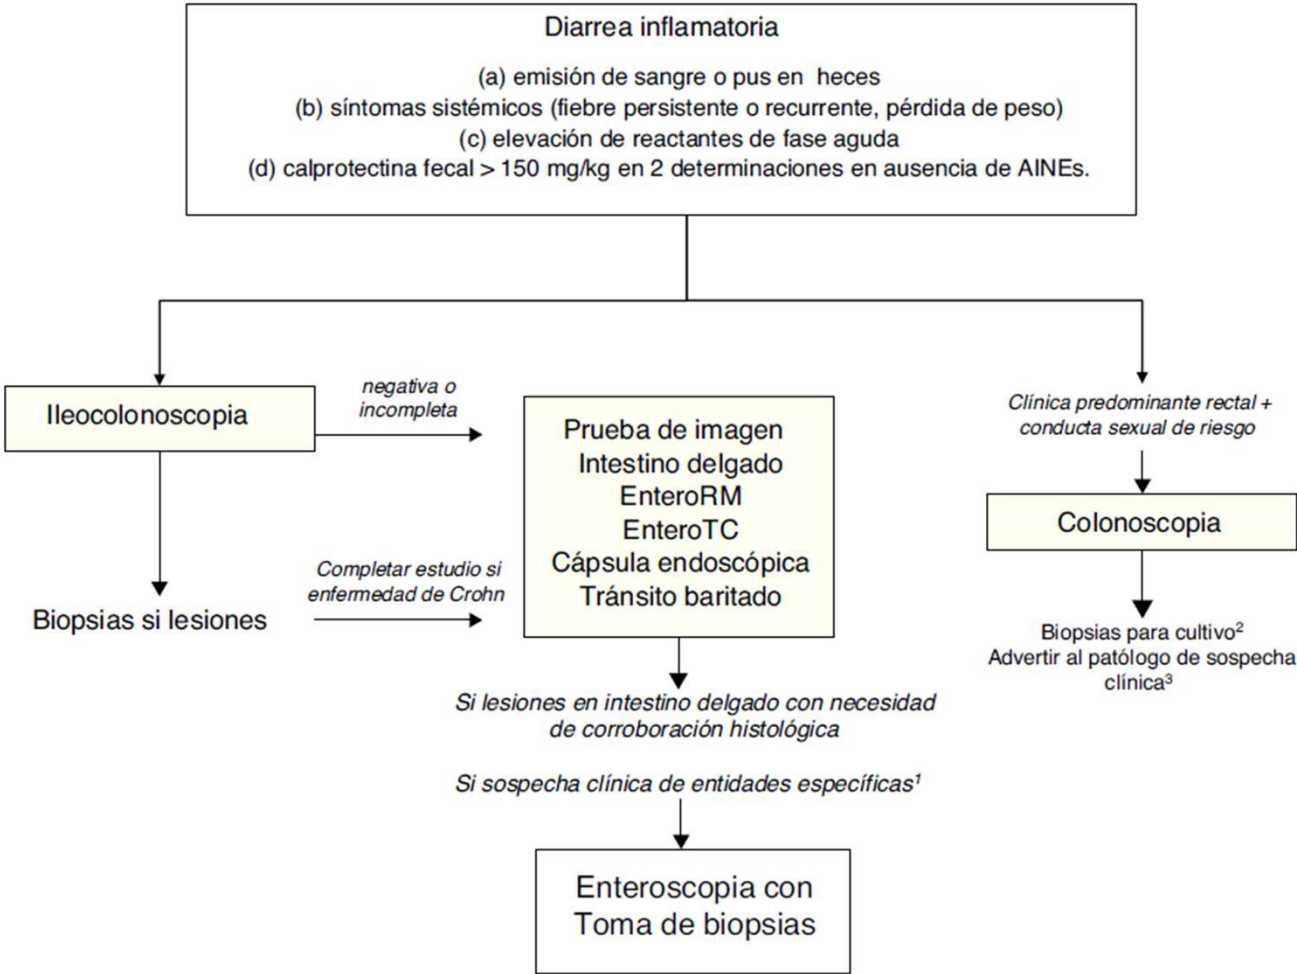 Diarrea inflamatoria
(a) emisión de sangre o pus en heces
(b) síntomas sistémicos (fiebre persistente o recurrente, pérdida de peso)
(c) elevación de reactantes de fase aguda
(d) calprotectina fecal > 150 mg/kg en 2 determinaciones en ausencia de AINEs.
Ileocolonoscopia
negativa o
incompleta
Biopsias si lesiones
Completar estudio si
enfermedad de Crohn
Prueba de imagen
Intestino delgado
EnteroRM
EnteroTC
Cápsula endoscópica
Tránsito baritado
Si lesiones en intestino delgado con necesidad
de corroboración histológica
Si sospecha clínica de entidades específicas¹
Enteroscopia con
Toma de biopsias
Clínica predominante rectal +
conducta sexual de riesgo
Colonoscopia
Biopsias para cultivo²
Advertir al patólogo de sospecha
clínica³